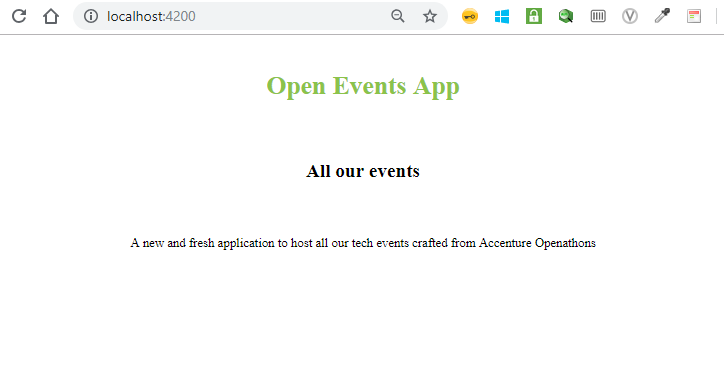 localhost:4200
Open Events App
All our events
A new and fresh application to host all our tech events crafted from Accenture Openathons